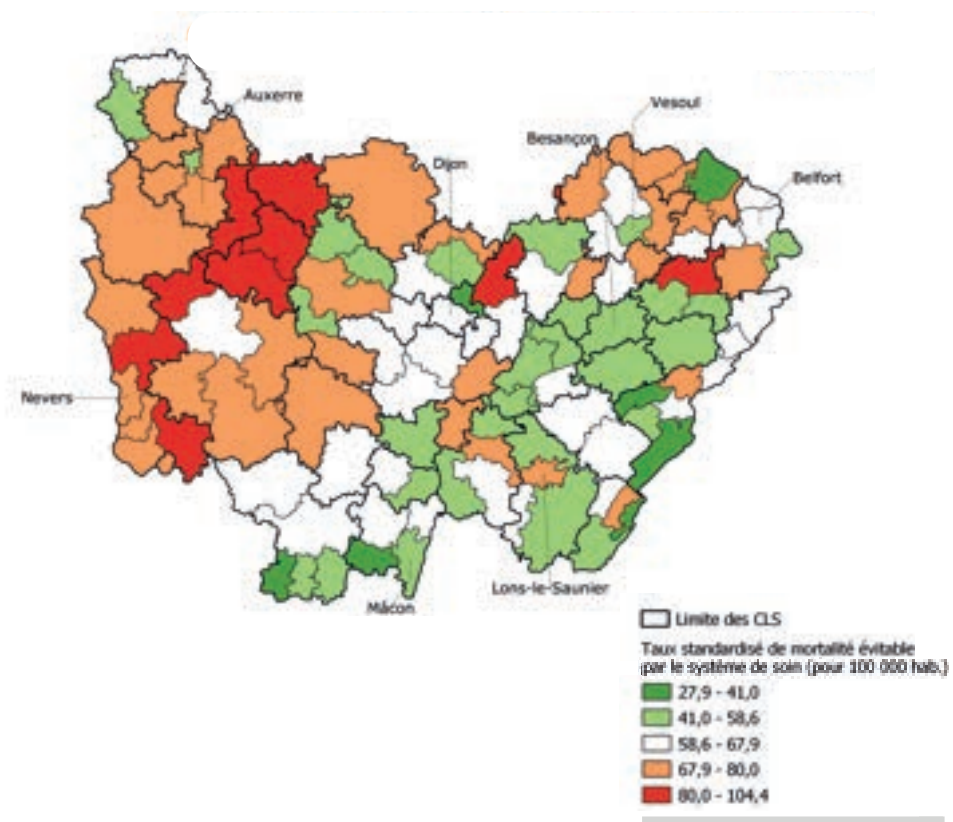 Auxerre
Vesoul
Besançon
Dijon
Belfort
Nevers
Lons-le-Saunier
Mâcon
Limite des CLS
Taux standardisé de mortalité évitable
par le système de soin (pour 100 000 hab.)
27,9 - 41,0
41,0 - 58,6
58,6 - 67,9
67,9 - 80,0
80,0 - 104,4